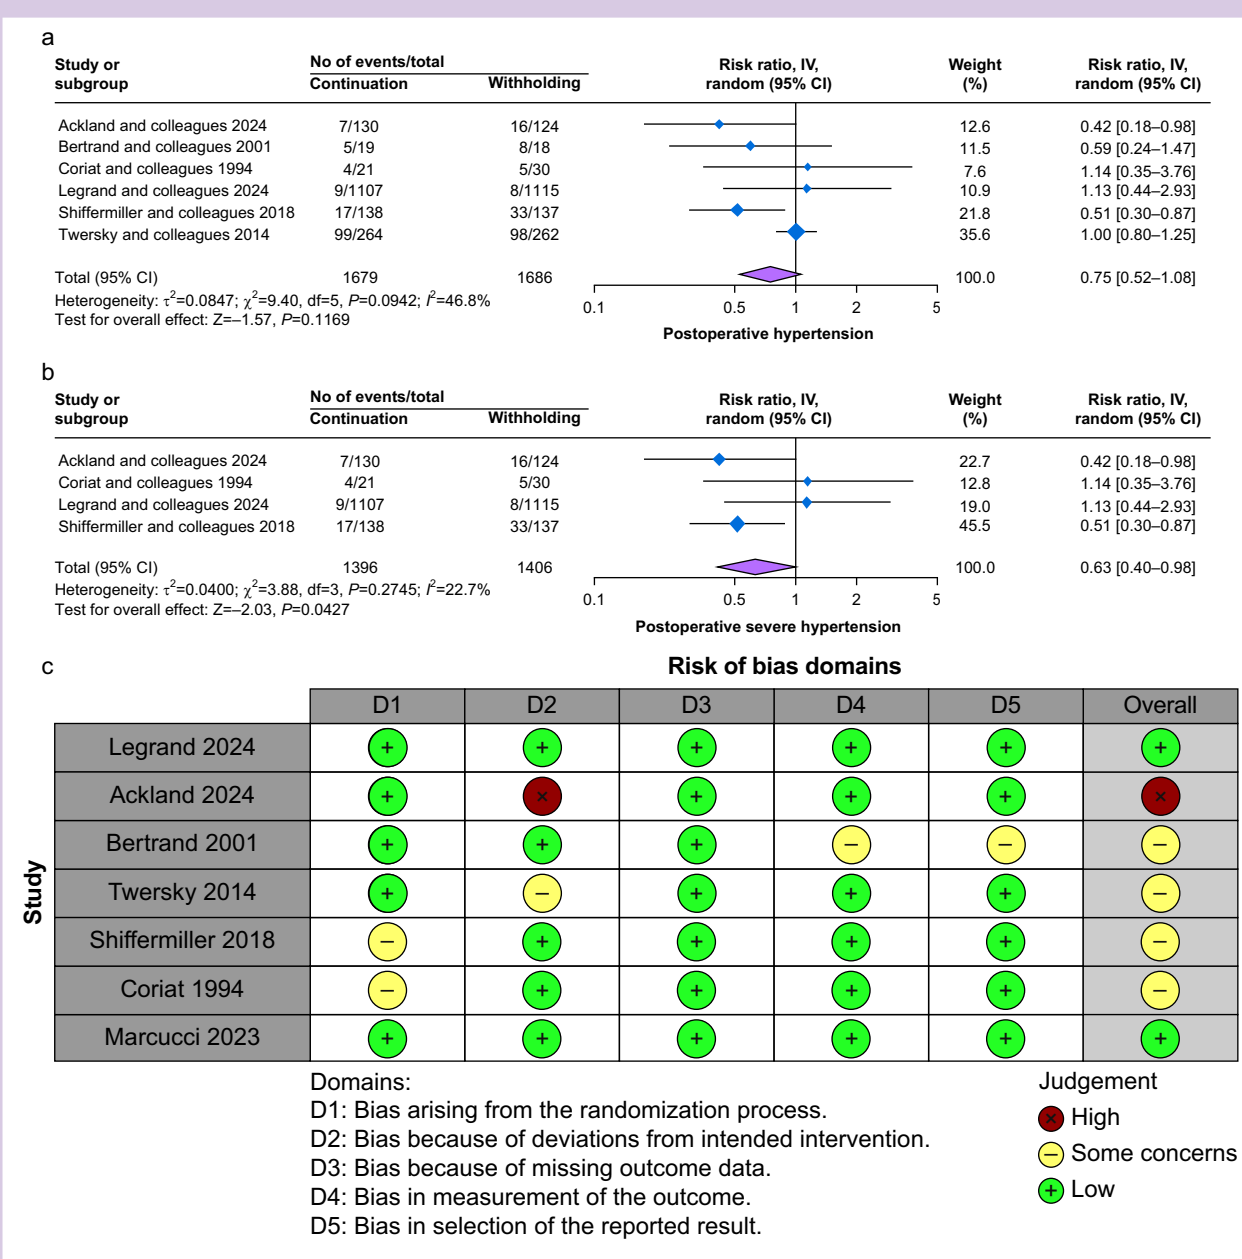 a
Study or subgroup No of events/total Continuation Withholding Risk ratio, IV, random (95% CI) Weight (%) Risk ratio, IV, random (95% CI)
Ackland and colleagues 2024 7/130 16/124 12.6 0.42 [0.18–0.98]
Bertrand and colleagues 2001 5/19 8/18 11.5 0.59 [0.24–1.47]
Coriat and colleagues 1994 4/21 5/30 7.6 1.14 [0.35–3.76]
Legrand and colleagues 2024 9/1107 8/1115 10.9 1.13 [0.44–2.93]
Shiffermiller and colleagues 2018 17/138 33/137 21.8 0.51 [0.30–0.87]
Twersky and colleagues 2014 99/264 98/262 35.6 1.00 [0.80–1.25]
Total (95% CI) 1679 1686 100.0 0.75 [0.52–1.08]
Heterogeneity: τ²=0.0847; χ²=9.40, df=5, P=0.0942; I²=46.8%
Test for overall effect: Z=–1.57, P=0.1169
0.1 0.5 1 2 5
Postoperative hypertension
b
Study or subgroup No of events/total Continuation Withholding Risk ratio, IV, random (95% CI) Weight (%) Risk ratio, IV, random (95% CI)
Ackland and colleagues 2024 7/130 16/124 22.7 0.42 [0.18–0.98]
Coriat and colleagues 1994 4/21 5/30 12.8 1.14 [0.35–3.76]
Legrand and colleagues 2024 9/1107 8/1115 19.0 1.13 [0.44–2.93]
Shiffermiller and colleagues 2018 17/138 33/137 45.5 0.51 [0.30–0.87]
Total (95% CI) 1396 1406 100.0 0.63 [0.40–0.98]
Heterogeneity: τ²=0.0400; χ²=3.88, df=3, P=0.2745; I²=22.7%
Test for overall effect: Z=–2.03, P=0.0427
0.1 0.5 1 2 5
Postoperative severe hypertension
c
Risk of bias domains
D1 D2 D3 D4 D5 Overall
Study
Legrand 2024 + + + + + +
Ackland 2024 + × + + + ×
Bertrand 2001 + + + – – –
Twersky 2014 + – + + + –
Shiffermiller 2018 – + + + + –
Coriat 1994 – + + + + –
Marcucci 2023 + + + + + +
Domains:
D1: Bias arising from the randomization process.
D2: Bias because of deviations from intended intervention.
D3: Bias because of missing outcome data.
D4: Bias in measurement of the outcome.
D5: Bias in selection of the reported result.
Judgement
× High
– Some concerns
+ Low